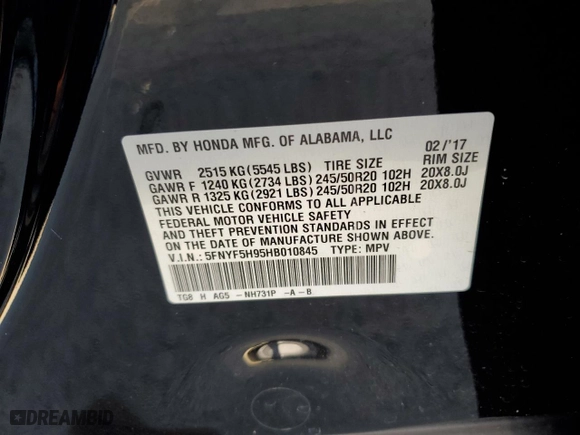 MFD. BY HONDA MFG. OF ALABAMA, LLC 02/'17
GVWR 2515 KG(5545 LBS) TIRE SIZE RIM SIZE
GAWR F 1240 KG(2734 LBS) 245/50R20 102H 20X8.0J
GAWR R 1325 KG(2921 LBS) 245/50R20 102H 20X8.0J
THIS VEHICLE CONFORMS TO ALL APPLICABLE
FEDERAL MOTOR VEHICLE SAFETY
AND THEFT PREVENTION STANDARDS IN EFFECT
ON THE DATE OF MANUFACTURE SHOWN ABOVE.
V.I.N.: 5FNYF5H95HB010845 TYPE: MPV
TG8 H AG5 -NH731P -A-B
DREAMBID